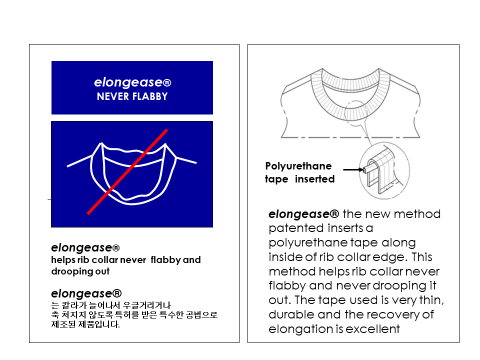 elongease®
NEVER FLABBY
elongease®
helps rib collar never flabby and
drooping out
elongease®
는 칼라가 늘어나서 우글거리거나
축 쳐지지 않도록 특허를 받은 특수한 공법으로
제조된 제품입니다.
Polyurethane
tape inserted
elongease® the new method
patented inserts a
polyurethane tape along
inside of rib collar edge. This
method helps rib collar never
flabby and never drooping it
out. The tape used is very thin,
durable and the recovery of
elongation is excellent